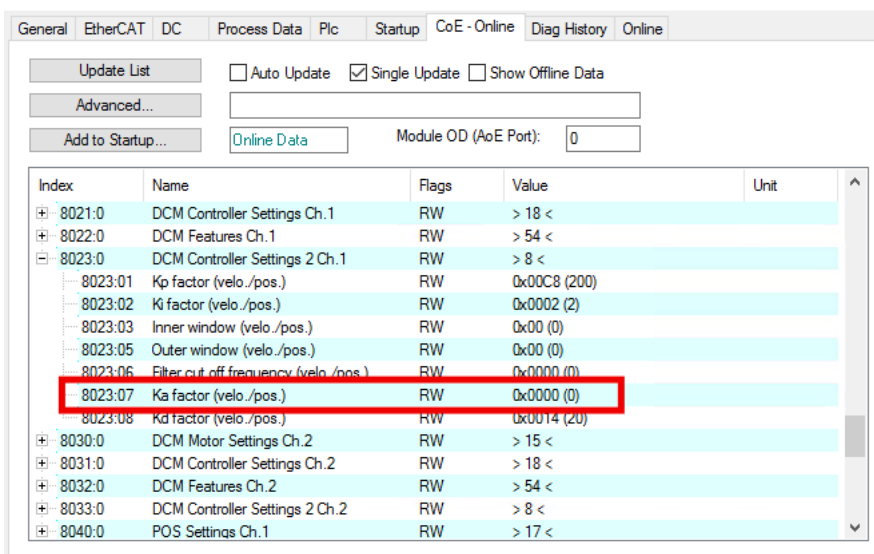 General EtherCAT DC Process Data Plc Startup CoE - Online Diag History Online
Update List Auto Update Single Update Show Offline Data
Advanced...
Add to Startup... Online Data Module OD (AoE Port): 0
Index Name Flags Value Unit
8021:0 DCM Controller Settings Ch.1 RW > 18 <
8022:0 DCM Features Ch.1 RW > 54 <
8023:0 DCM Controller Settings 2 Ch.1 RW > 8 <
8023:01 Kp factor (velo./pos.) RW 0x00C8 (200)
8023:02 Ki factor (velo./pos.) RW 0x0002 (2)
8023:03 Inner window (velo./pos.) RW 0x00 (0)
8023:05 Outer window (velo./pos.) RW 0x00 (0)
8023:06 Filter cut off frequency (velo./pos.) RW 0x0000 (0)
8023:07 Ka factor (velo./pos.) RW 0x0000 (0)
8023:08 Kd factor (velo./pos.) RW 0x0014 (20)
8030:0 DCM Motor Settings Ch.2 RW > 15 <
8031:0 DCM Controller Settings Ch.2 RW > 18 <
8032:0 DCM Features Ch.2 RW > 54 <
8033:0 DCM Controller Settings 2 Ch.2 RW > 8 <
8040:0 POS Settings Ch.1 RW > 17 <